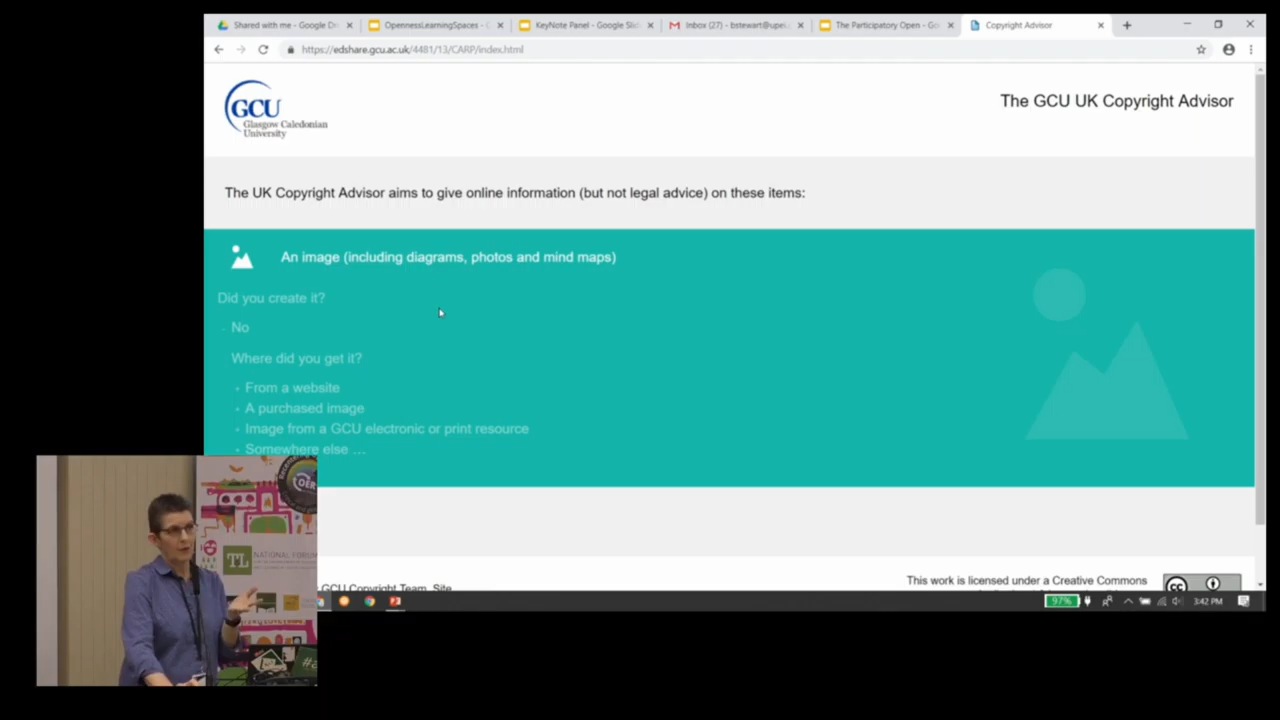 Shared with me - Google Dr
OpennessLearningSpaces - G
KeyNote Panel - Google Slid
Inbox (27) - bstewart@upei.
The Participatory Open - Go
Copyright Advisor
https://edshare.gcu.ac.uk/4481/13/CARP/index.html
GCU
Glasgow Caledonian
University
The GCU UK Copyright Advisor
The UK Copyright Advisor aims to give online information (but not legal advice) on these items:
An image (including diagrams, photos and mind maps)
Did you create it?
No
Where did you get it?
• From a website
• A purchased image
• Image from a GCU electronic or print resource
• Somewhere else ...
GCU Copyright Team, Site
This work is licensed under a Creative Commons
cc
97%
3:42 PM
OER
TL
NATIONAL FORUM